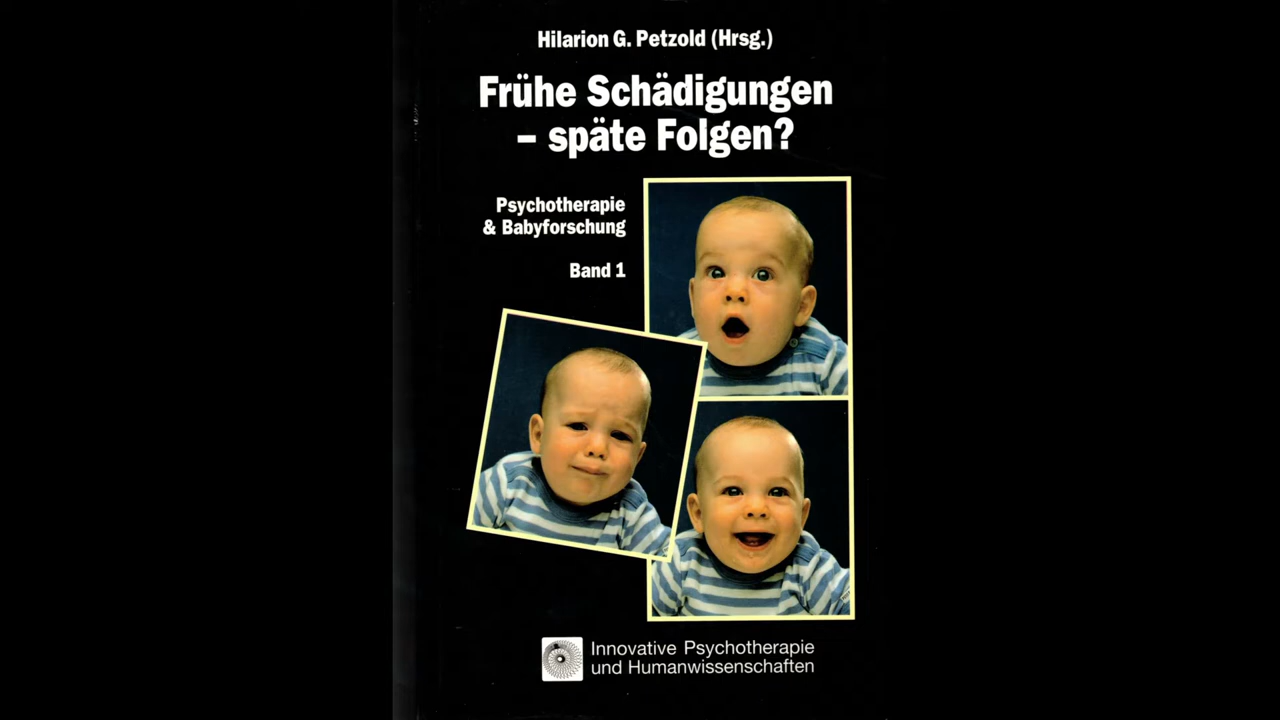 Hilarion G. Petzold (Hrsg.)
Frühe Schädigungen
– späte Folgen?
Psychotherapie
& Babyforschung
Band 1
Innovative Psychotherapie
und Humanwissenschaften